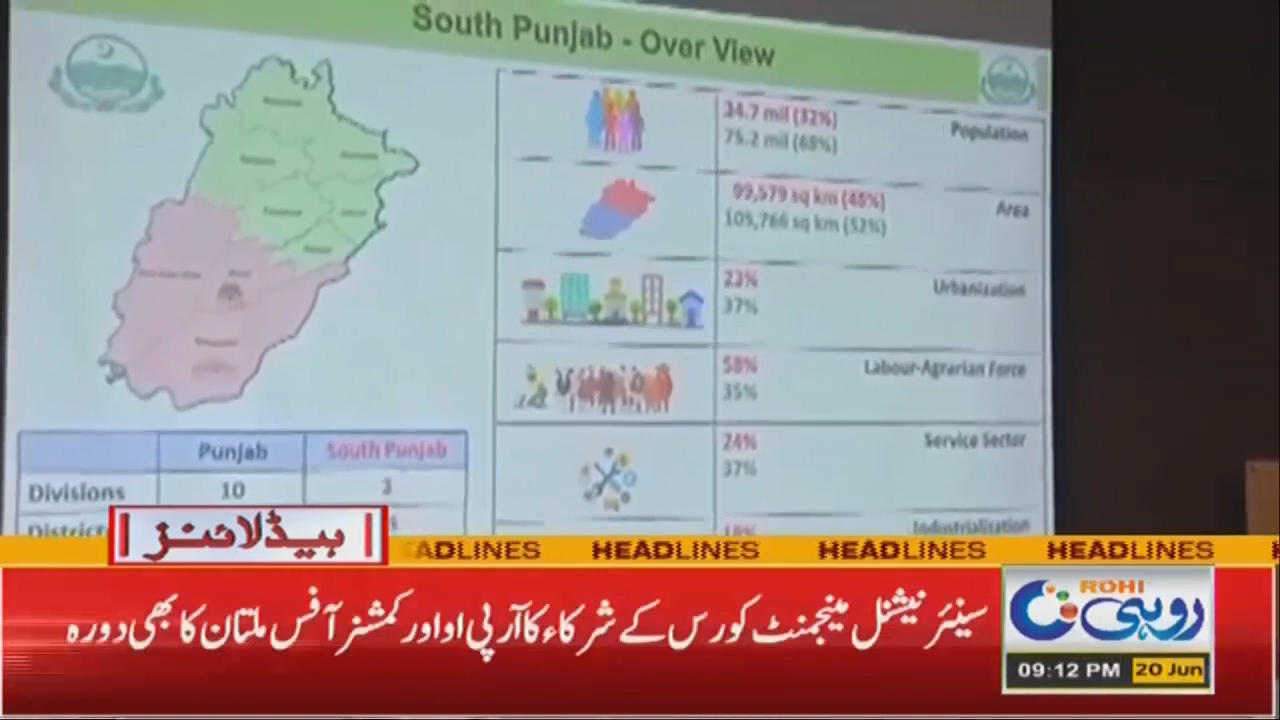 South Punjab - Over View
34.7 mil (32%)
75.2 mil (68%)
Population
99,579 sq km (48%)
105,766 sq km (52%)
Area
23%
37%
Urbanization
58%
35%
Labour-Agrarian Force
24%
37%
Service Sector
18%
Industrialization
Punjab South Punjab
Divisions 10 3
ہیڈلائنز
HEADLINES HEADLINES HEADLINES
سینئر نیشنل مینجمنٹ کورس کے شرکاء کا آر پی او اور کمشنر آفس ملتان کا بھی دورہ
ROHI
روہی
09:12 PM 20 Jun